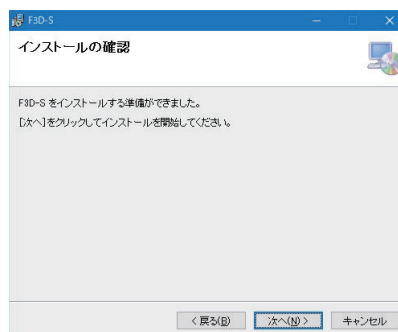 F3D-S
インストールの確認
F3D-S をインストールする準備ができました。
[次へ]をクリックしてインストールを開始してください。
< 戻る(B)
次へ(N) >
キャンセル